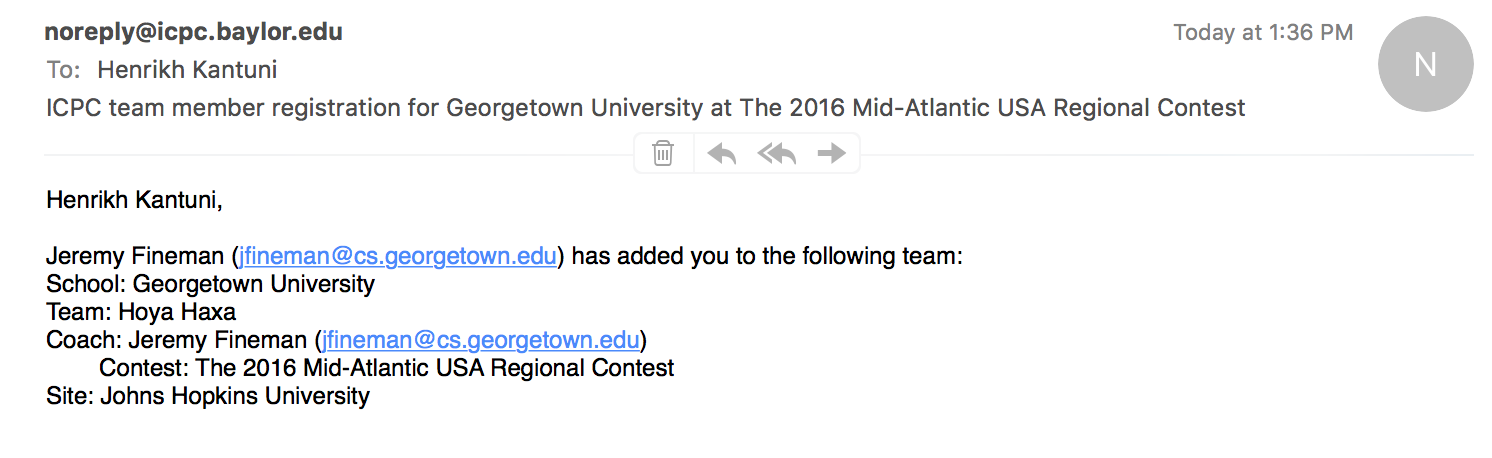 noreply@icpc.baylor.edu
Today at 1:36 PM
N
To: Henrikh Kantuni
ICPC team member registration for Georgetown University at The 2016 Mid-Atlantic USA Regional Contest
Henrikh Kantuni,
Jeremy Fineman (jfineman@cs.georgetown.edu) has added you to the following team:
School: Georgetown University
Team: Hoya Haxa
Coach: Jeremy Fineman (jfineman@cs.georgetown.edu)
Contest: The 2016 Mid-Atlantic USA Regional Contest
Site: Johns Hopkins University